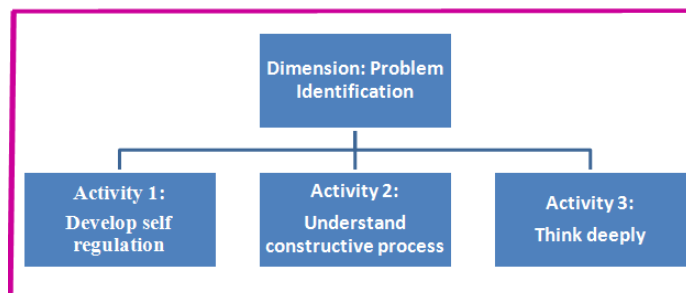 Dimension: Problem
Identification
Activity 1:
Develop self
regulation
Activity 2:
Understand
constructive process
Activity 3:
Think deeply